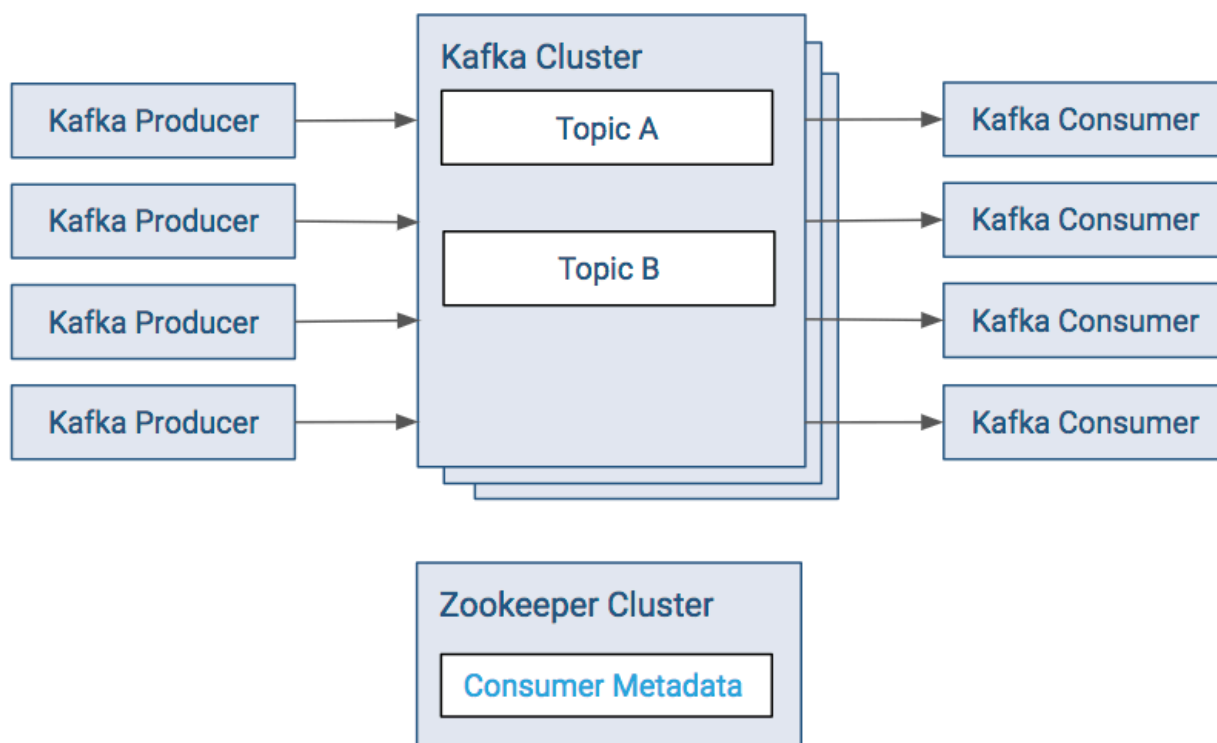 Kafka Cluster
Kafka Producer
Topic A
Kafka Consumer
Kafka Producer
Kafka Consumer
Topic B
Kafka Producer
Kafka Consumer
Kafka Producer
Kafka Consumer
Zookeeper Cluster
Consumer Metadata